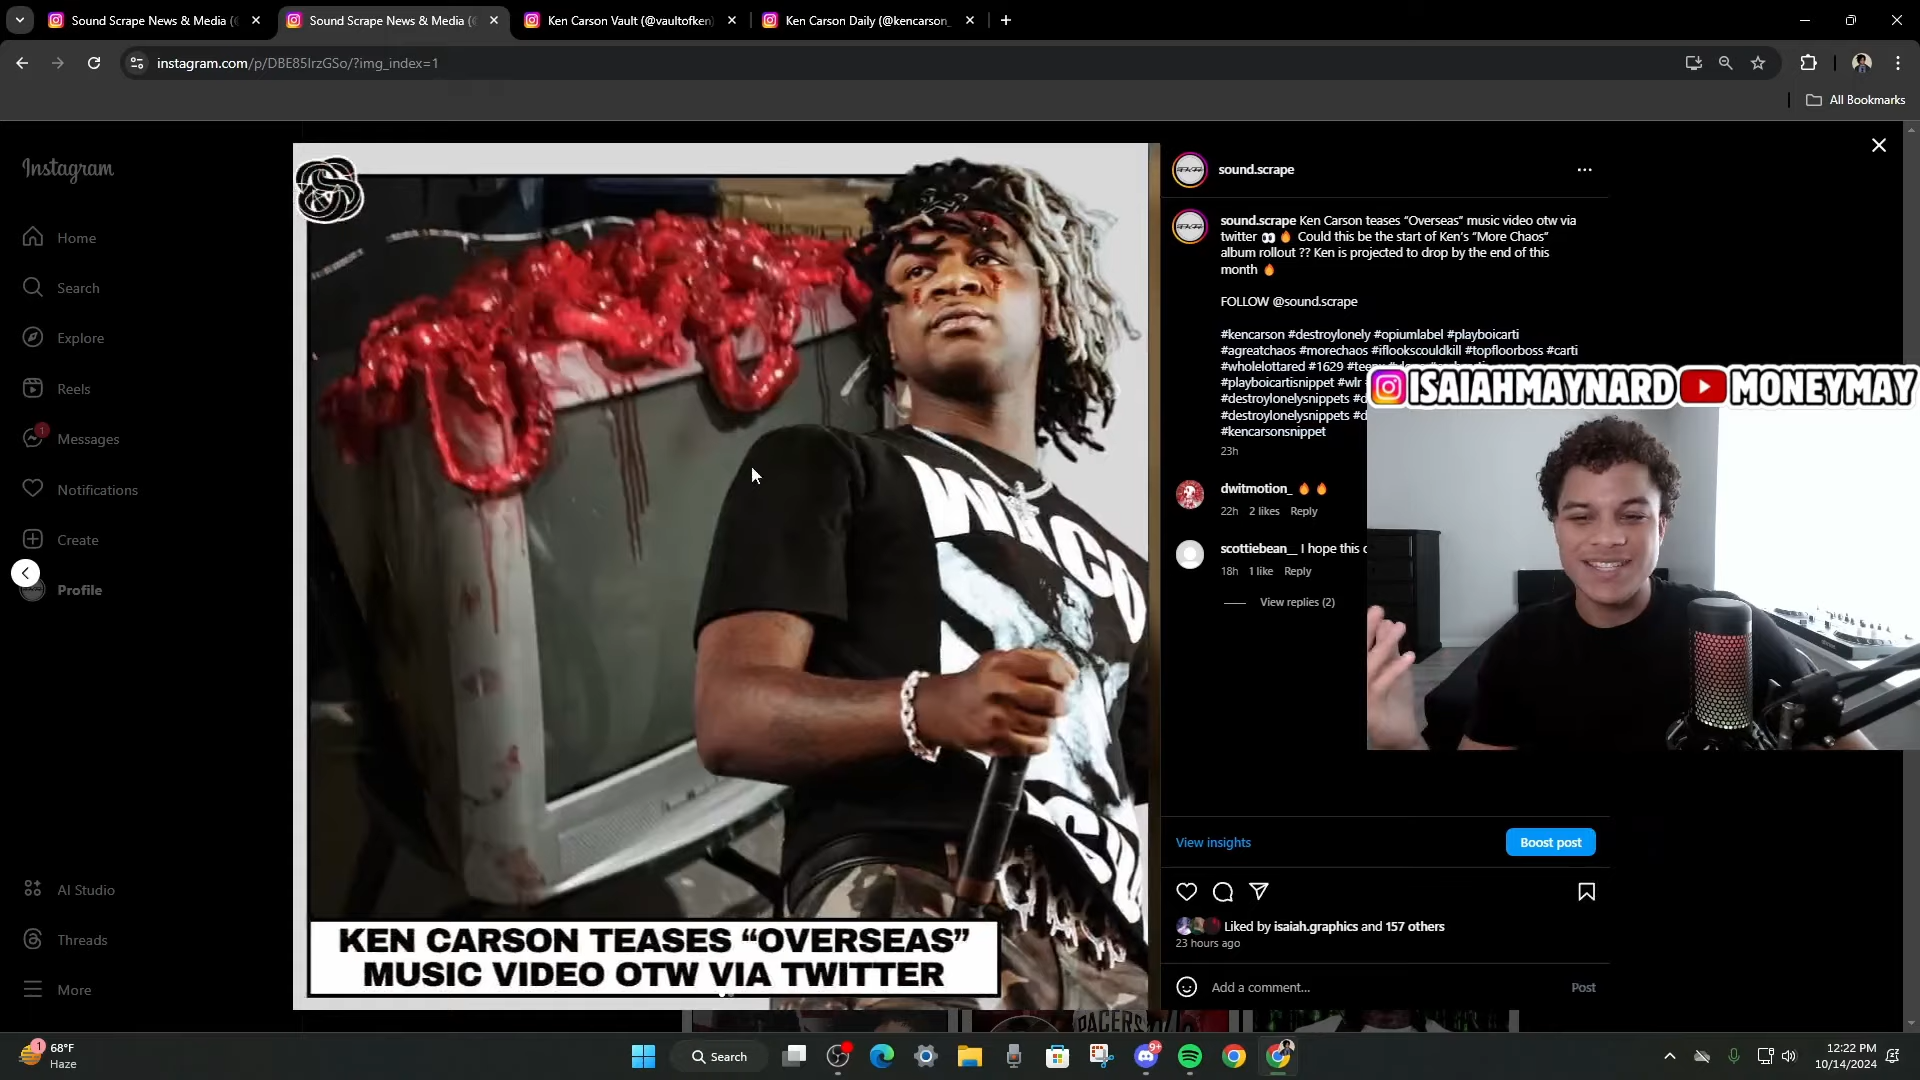 Sound Scrape News & Media (
Sound Scrape News & Media (
Ken Carson Vault (@vaultofken)
Ken Carson Daily (@kencarson_
instagram.com/p/DBE85IrzGSo/?img_index=1
All Bookmarks
Instagram
Home
Search
Explore
Reels
1
Messages
Notifications
Create
Profile
AI Studio
Threads
More
WACO
KEN CARSON TEASES “OVERSEAS”
MUSIC VIDEO OTW VIA TWITTER
sound.scrape
sound.scrape Ken Carson teases “Overseas” music video otw via
twitter 👀🔥 Could this be the start of Ken's “More Chaos”
album rollout ?? Ken is projected to drop by the end of this
month 🔥
FOLLOW @sound.scrape
#kencarson #destroylonely #opiumlabel #playboicarti
#agreatchaos #morechaos #iflookscouldkill #topfloorboss #carti
#wholelottared #1629
#playboicartisnippet #wlr
#destroylonelysnippets
#destroylonelysnippets
#kencarsonsnippet
23h
ISAIAHMAYNARD MONEYMAY
dwitmotion_ 🔥🔥
22h 2 likes Reply
scottiebean__ I hope this
18h 1 like Reply
View replies (2)
View insights
Boost post
Liked by isaiah.graphics and 157 others
23 hours ago
Add a comment...
Post
PACERS
1
68°F
Haze
Search
9+
12:22 PM
10/14/2024